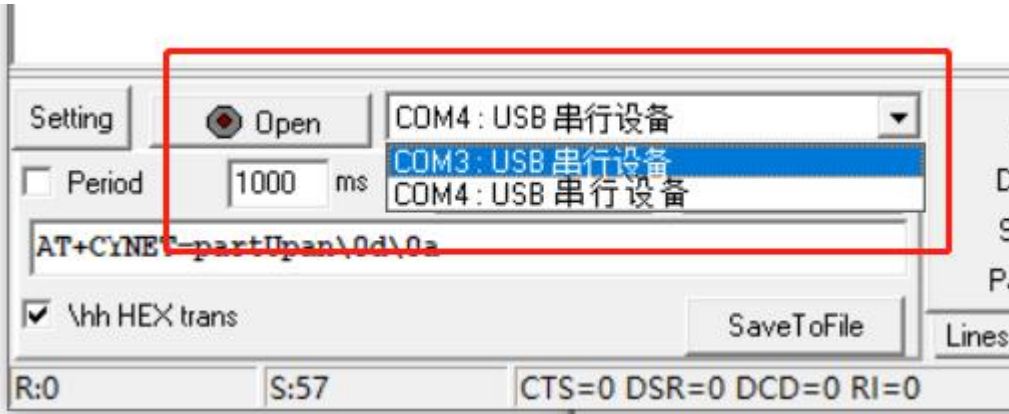 Setting
Open
COM4 : USB 串行设备
COM3 : USB 串行设备
COM4 : USB 串行设备
Period
1000
ms
AT+CYNET=partUpan\0d\0a
\hh HEX trans
SaveToFile
Lines
R:0
S:57
CTS=0 DSR=0 DCD=0 RI=0